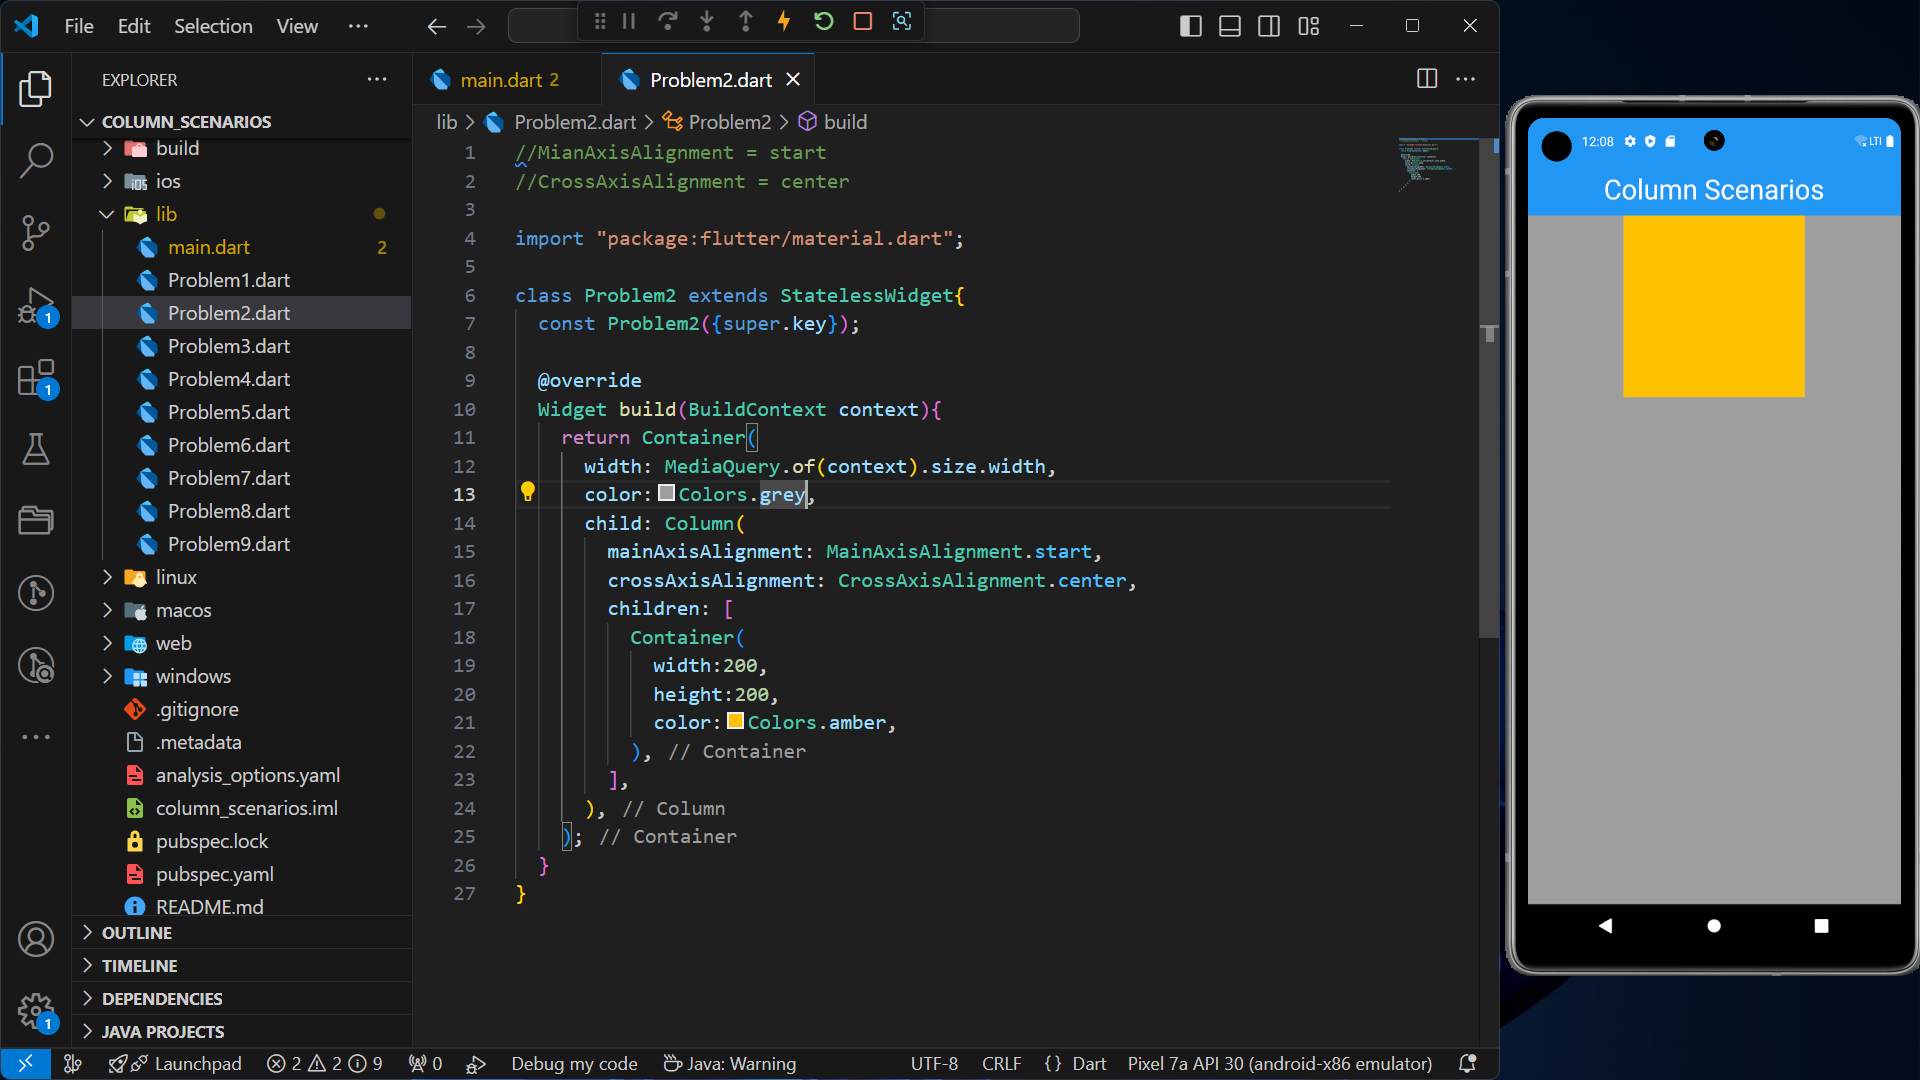 File Edit Selection View ···
EXPLORER
COLUMN_SCENARIOS
build
ios
lib
main.dart 2
Problem1.dart
Problem2.dart
Problem3.dart
Problem4.dart
Problem5.dart
Problem6.dart
Problem7.dart
Problem8.dart
Problem9.dart
linux
macos
web
windows
.gitignore
.metadata
analysis_options.yaml
column_scenarios.iml
pubspec.lock
pubspec.yaml
README.md
OUTLINE
TIMELINE
DEPENDENCIES
JAVA PROJECTS
1
1
1
main.dart 2 Problem2.dart
lib > Problem2.dart > Problem2 > build
1 //MianAxisAlignment = start
2 //CrossAxisAlignment = center
3
4 import "package:flutter/material.dart";
5
6 class Problem2 extends StatelessWidget{
7 const Problem2({super.key});
8
9 @override
10 Widget build(BuildContext context){
11 return Container(
12 width: MediaQuery.of(context).size.width,
13 color: Colors.grey,
14 child: Column(
15 mainAxisAlignment: MainAxisAlignment.start,
16 crossAxisAlignment: CrossAxisAlignment.center,
17 children: [
18 Container(
19 width:200,
20 height:200,
21 color: Colors.amber,
22 ), // Container
23 ],
24 ), // Column
25 ); // Container
26 }
27 }
Launchpad 2 2 9 0 Debug my code Java: Warning UTF-8 CRLF {} Dart Pixel 7a API 30 (android-x86 emulator)
12:08 LTE
Column Scenarios